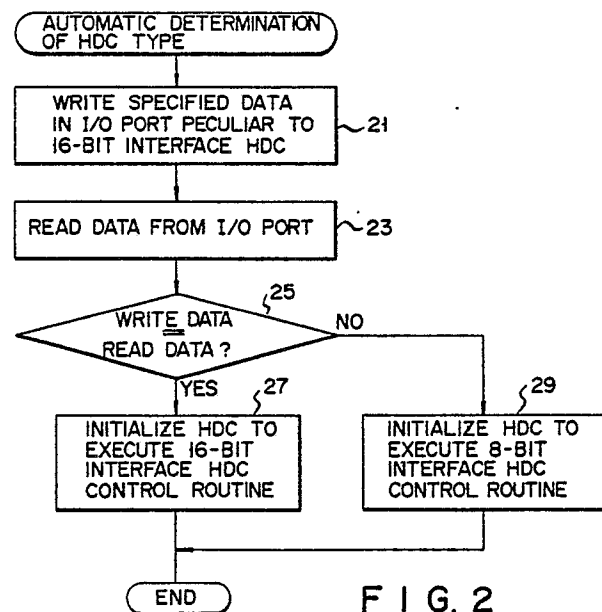 AUTOMATIC DETERMINATION
OF HDC TYPE
WRITE SPECIFIED DATA
IN I/O PORT PECULIAR TO
16-BIT INTERFACE HDC
21
READ DATA FROM I/O PORT
23
25
WRITE DATA
=
READ DATA?
NO
YES
27
INITIALIZE HDC TO
EXECUTE 16-BIT
INTERFACE HDC
CONTROL ROUTINE
29
INITIALIZE HDC TO
EXECUTE 8-BIT
INTERFACE HDC
CONTROL ROUTINE
END
FIG. 2